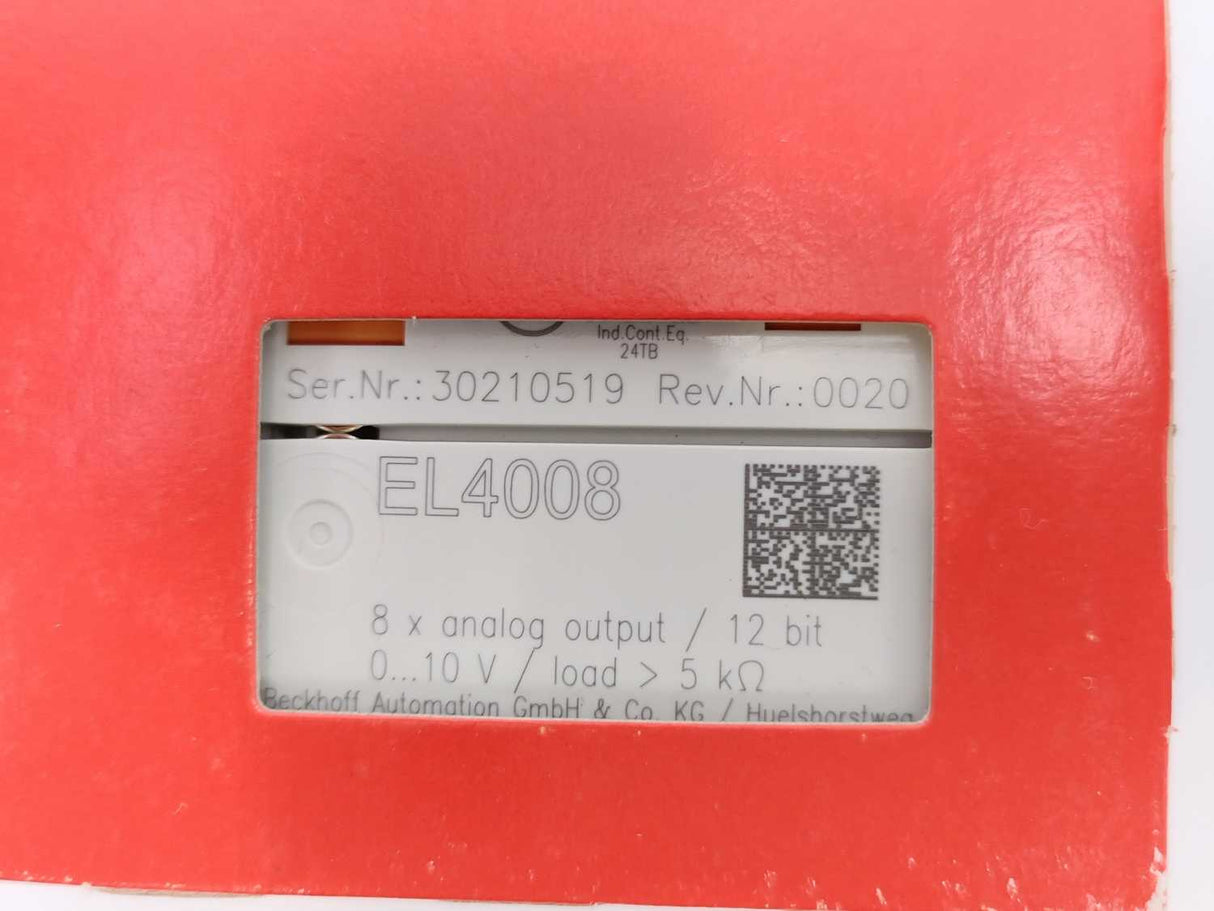 Ind.Cont.Eq.
24TB
Ser.Nr.:30210519 Rev.Nr.:0020
EL4008
8 x analog output / 12 bit
0...10 V / load > 5 kΩ
Beckhoff Automation GmbH & Co. KG / Huelshorstweg